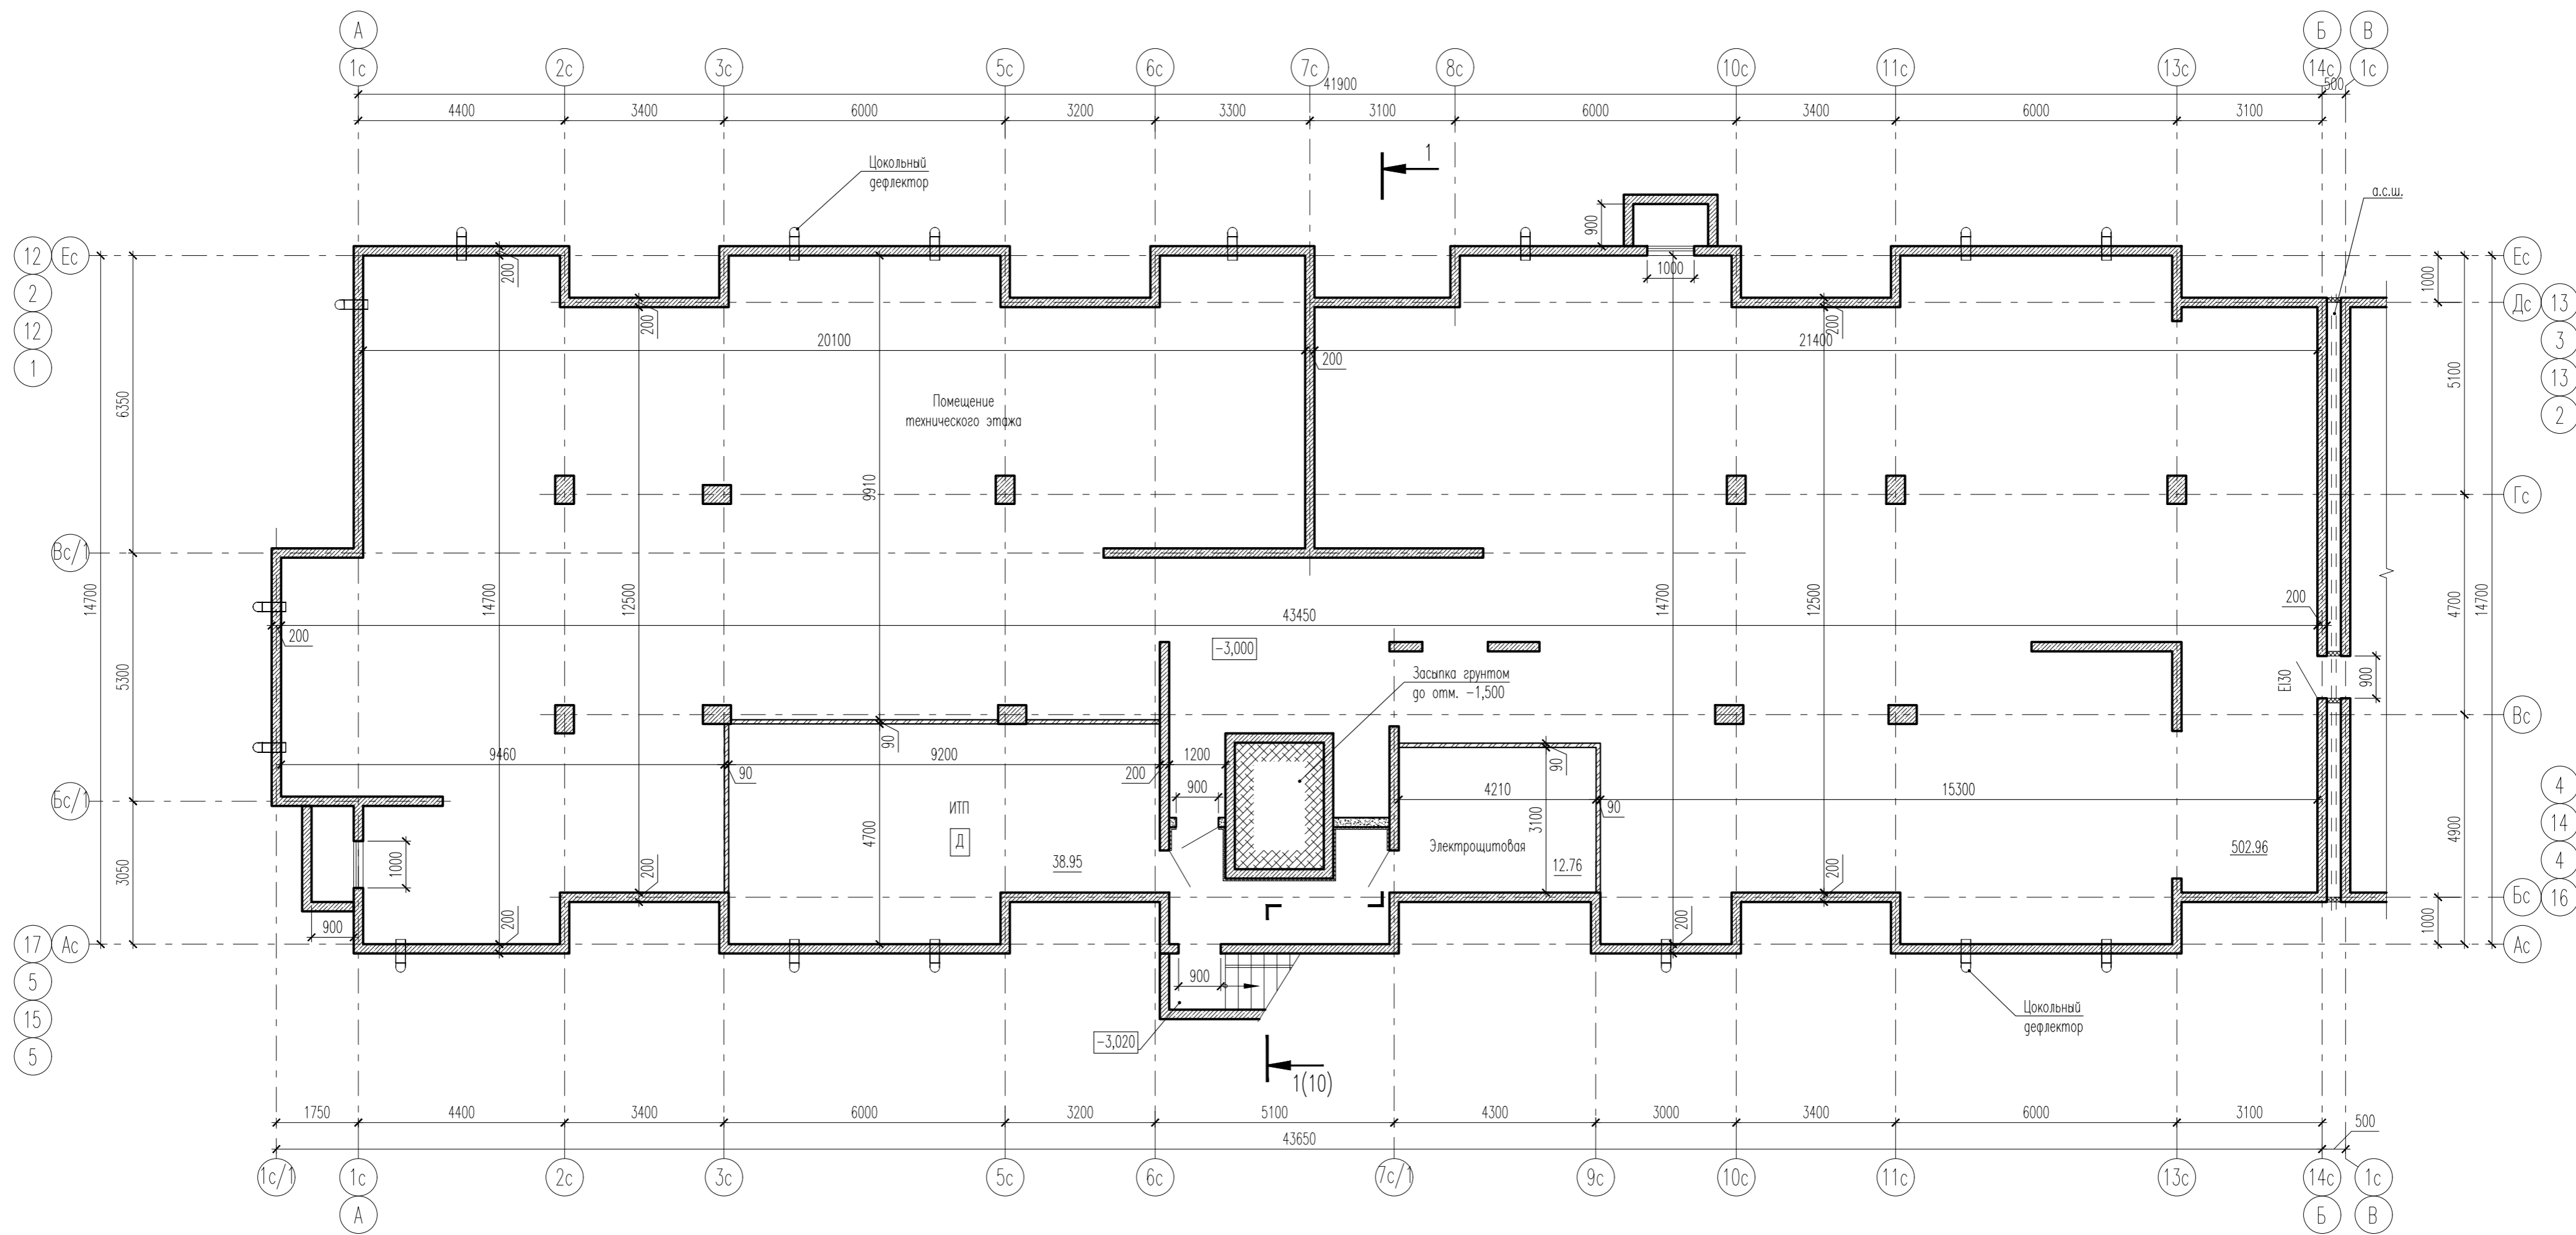 А
Б
В
1с
2с
3с
5с
6с
7с
8с
10с
11с
13с
14с
1с
41900
500
4400
3400
6000
3200
3300
3100
6000
3400
6000
3100
Цокольный
дефлектор
1
а.с.ш.
900
1000
12
Ес
2
12
1
Ес
Дс
13
3
13
2
200
200
200
1000
20100
200
21400
6350
5100
Помещение
технического этажа
9910
Гс
Вс/1
14700
14700
12500
14700
12500
4700
14700
43450
200
200
5300
-3,000
Засыпка грунтом
до отм. -1,500
EI30
900
Вс
90
9460
90
9200
200
1200
900
90
4210
90
15300
Бс/1
3050
1000
ИТП
Д
4700
38.95
3100
Электрощитовая
12.76
502.96
4900
4
14
4
16
200
200
200
200
Бс
1000
900
17
Ас
5
15
5
Ас
900
-3,020
Цокольный
дефлектор
1(10)
1750
4400
3400
6000
3200
5100
4300
3000
3400
6000
3100
500
43650
1с/1
1с
2с
3с
5с
6с
7с/1
9с
10с
11с
13с
14с
1с
А
Б
В